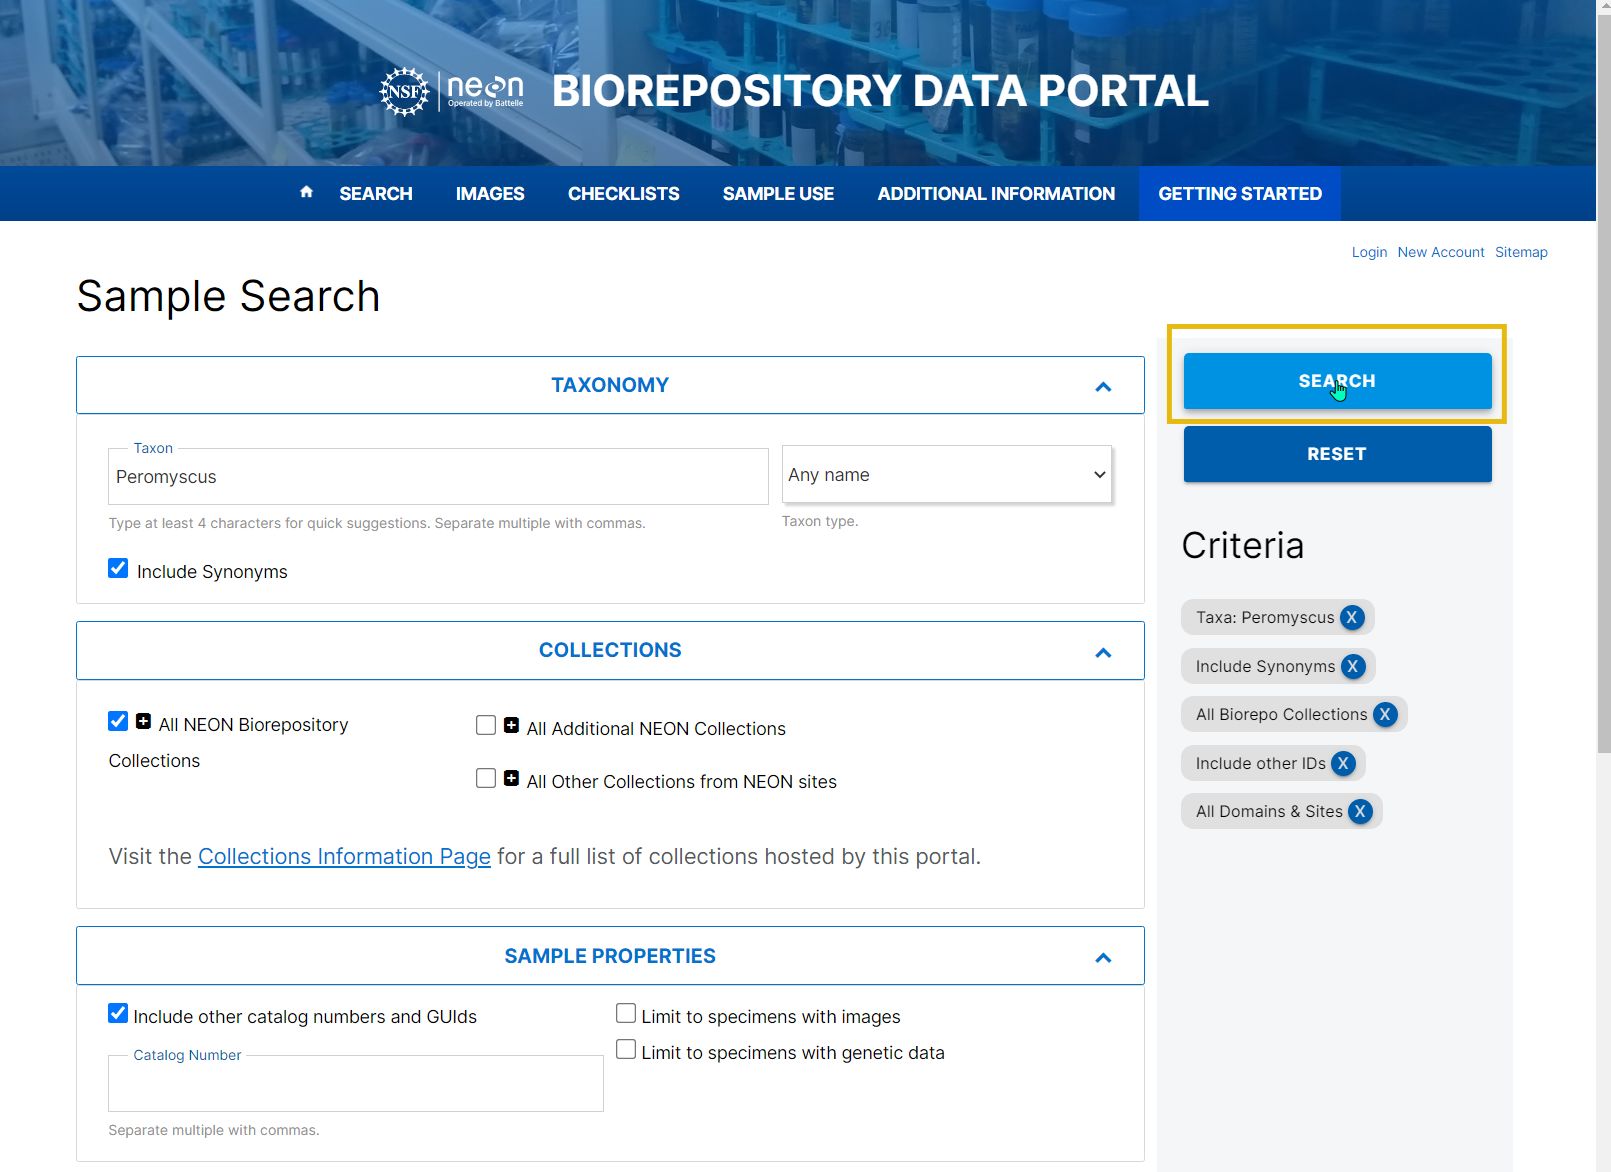 NSF
neon
Operated by Battelle
BIOREPOSITORY DATA PORTAL
SEARCH IMAGES CHECKLISTS SAMPLE USE ADDITIONAL INFORMATION GETTING STARTED
Login New Account Sitemap
Sample Search
TAXONOMY
Taxon
Peromyscus
Any name
Type at least 4 characters for quick suggestions. Separate multiple with commas.
Taxon type.
Include Synonyms
COLLECTIONS
All NEON Biorepository
Collections
All Additional NEON Collections
All Other Collections from NEON sites
Visit the Collections Information Page for a full list of collections hosted by this portal.
SAMPLE PROPERTIES
Include other catalog numbers and GUIds
Limit to specimens with images
Limit to specimens with genetic data
Catalog Number
Separate multiple with commas.
SEARCH
RESET
Criteria
Taxa: Peromyscus X
Include Synonyms X
All Biorepo Collections X
Include other IDs X
All Domains & Sites X